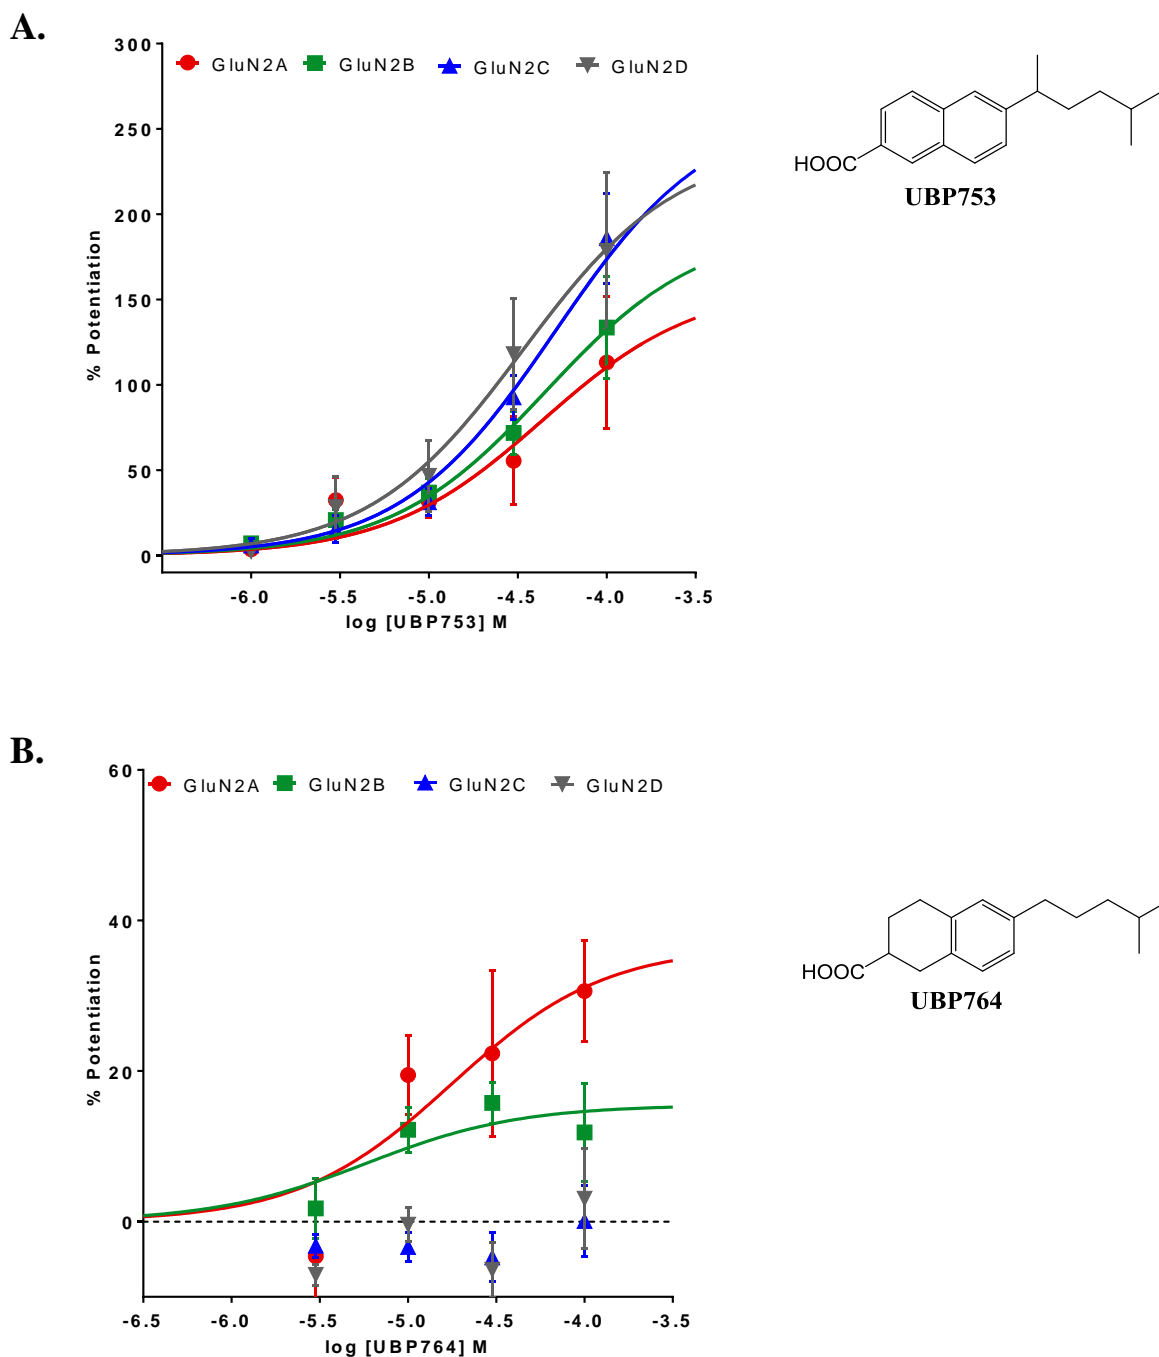 A.
GluN2A GluN2B GluN2C GluN2D
300
250
200
150
100
50
0
% Potentiation
-6.0 -5.5 -5.0 -4.5 -4.0 -3.5
log [UBP753] M
HOOC
UBP753
B.
GluN2A GluN2B GluN2C GluN2D
60
40
20
0
% Potentiation
-6.5 -6.0 -5.5 -5.0 -4.5 -4.0 -3.5
log [UBP764] M
HOOC
UBP764